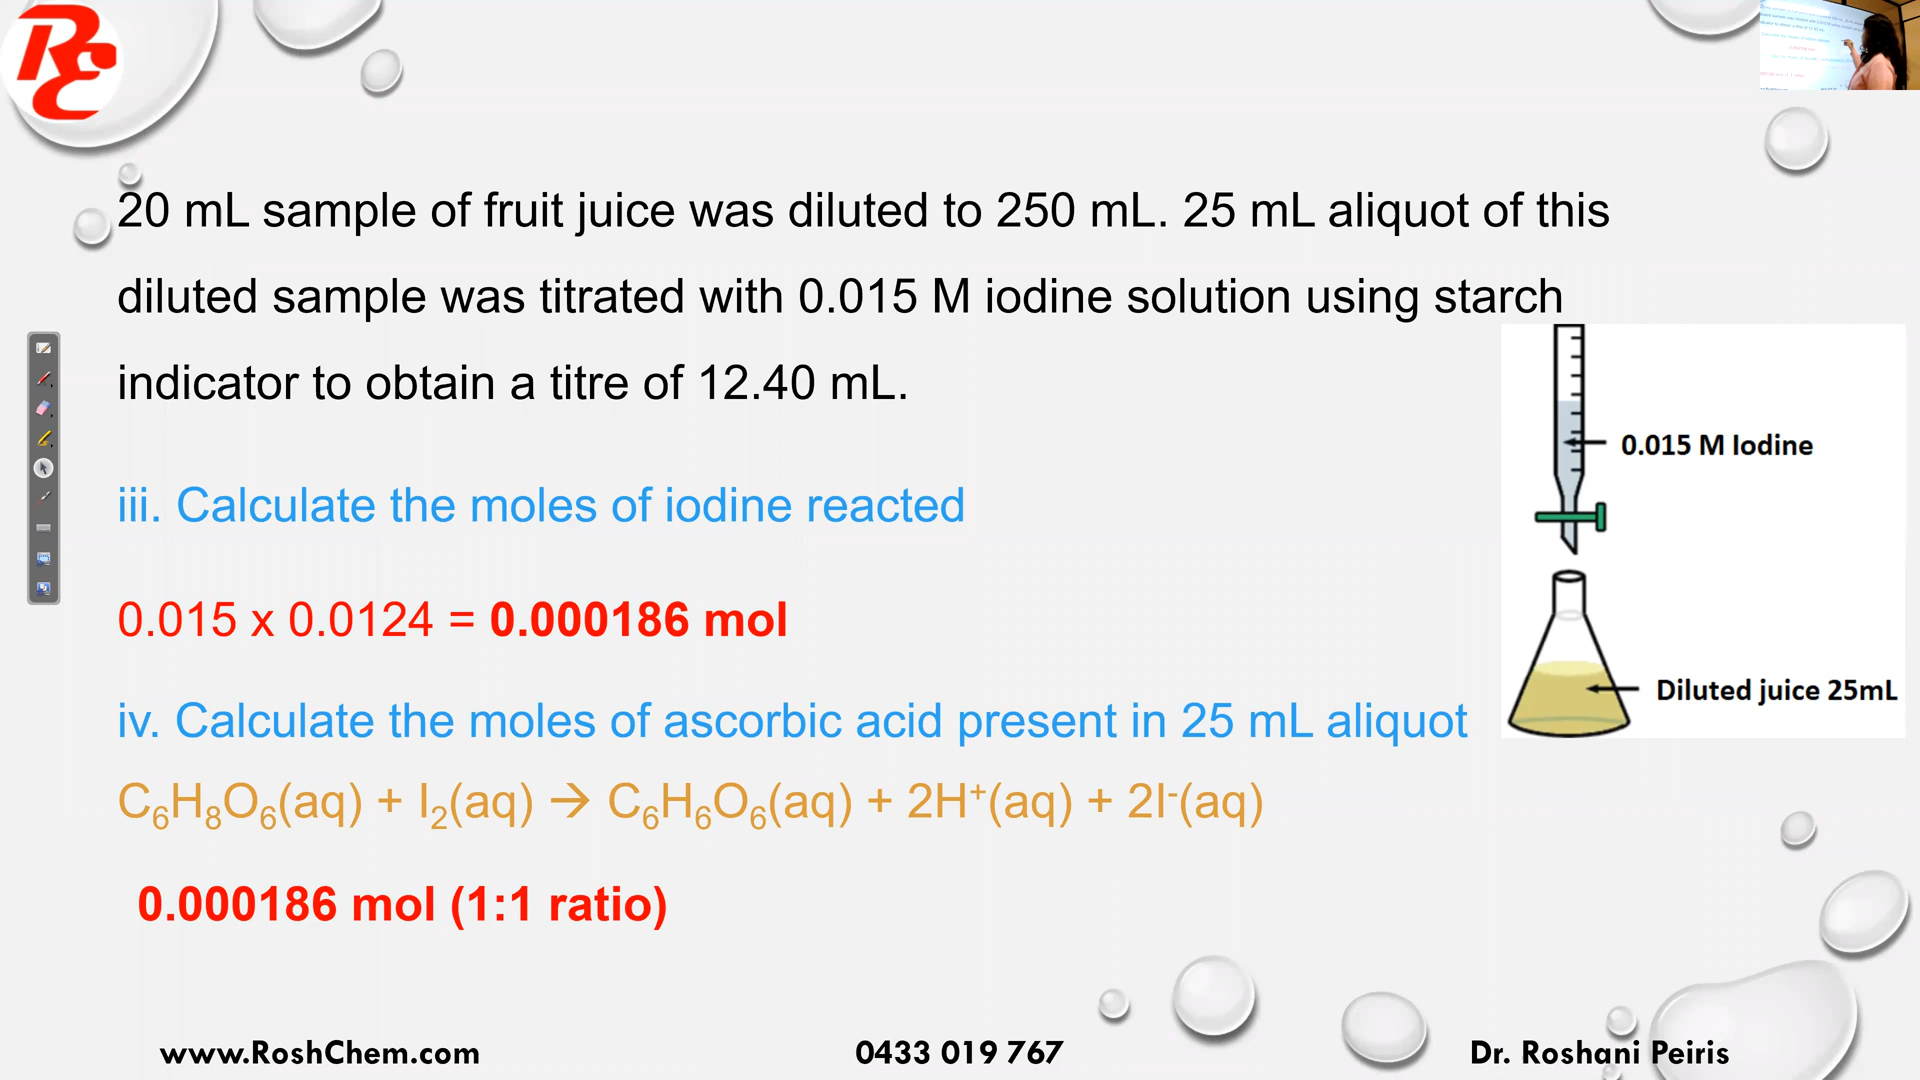 RC
20 mL sample of fruit juice was diluted to 250 mL. 25 mL aliquot of this
diluted sample was titrated with 0.015 M iodine solution using starch
indicator to obtain a titre of 12.40 mL.
0.015 M Iodine
iii. Calculate the moles of iodine reacted
0.015 x 0.0124 = 0.000186 mol
Diluted juice 25mL
iv. Calculate the moles of ascorbic acid present in 25 mL aliquot
C₆H₈O₆(aq) + I₂(aq) → C₆H₆O₆(aq) + 2H⁺(aq) + 2I⁻(aq)
0.000186 mol (1:1 ratio)
www.RoshChem.com 0433 019 767 Dr. Roshani Peiris